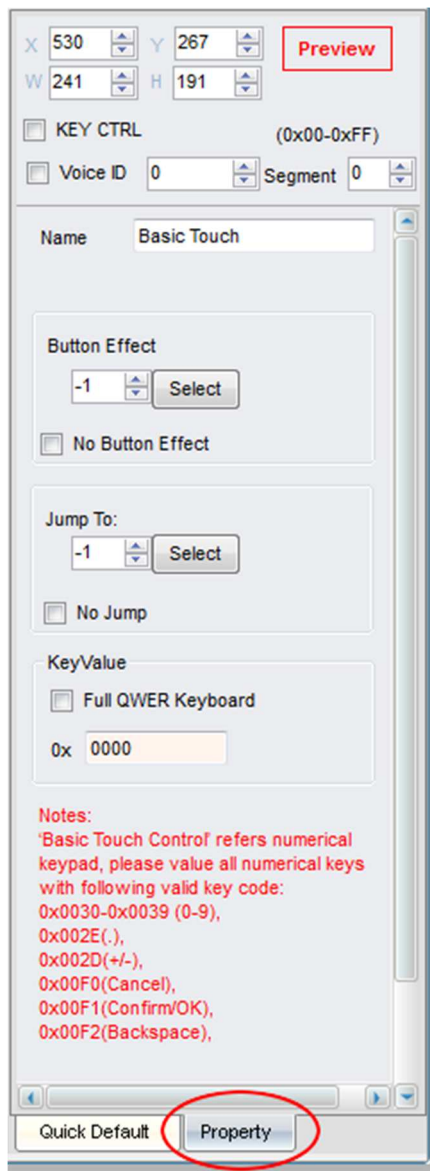 X 530 Y 267 Preview
W 241 H 191
KEY CTRL (0x00-0xFF)
Voice ID 0 Segment 0
Name Basic Touch
Button Effect
-1 Select
No Button Effect
Jump To:
-1 Select
No Jump
KeyValue
Full QWER Keyboard
0x 0000
Notes:
'Basic Touch Control' refers numerical
keypad, please value all numerical keys
with following valid key code:
0x0030-0x0039 (0-9),
0x002E(.),
0x002D(+/-),
0x00F0(Cancel),
0x00F1(Confirm/OK),
0x00F2(Backspace),
Quick Default Property